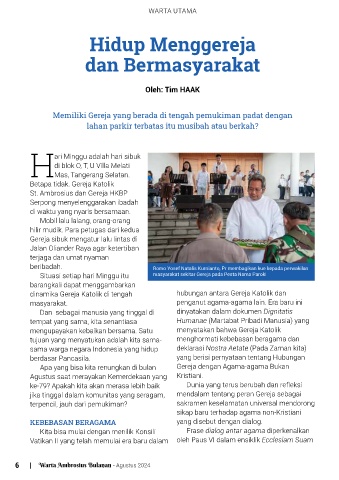 WARTA UTAMA
Hidup Menggereja
dan Bermasyarakat
Oleh: Tim HAAK
Memiliki Gereja yang berada di tengah pemukiman padat dengan
lahan parkir terbatas itu musibah atau berkah?
Hari Minggu adalah hari sibuk
di blok O, T, U Villa Melati
Mas, Tangerang Selatan.
Betapa tidak. Gereja Katolik
St. Ambrosius dan Gereja HKBP
Serpong menyelenggarakan ibadah
di waktu yang nyaris bersamaan.
Mobil lalu lalang, orang-orang
hilir mudik. Para petugas dari kedua
Gereja sibuk mengatur lalu lintas di
Jalan Oleander Raya agar ketertiban
terjaga dan umat nyaman
beribadah.
Situasi setiap hari Minggu itu
barangkali dapat menggambarkan
dinamika Gereja Katolik di tengah
masyarakat.
Dan sebagai manusia yang tinggal di
tempat yang sama, kita senantiasa
mengupayakan kebaikan bersama. Satu
tujuan yang menyatukan adalah kita sama-
sama warga negara Indonesia yang hidup
berdasar Pancasila.
Apa yang bisa kita renungkan di bulan
Agustus saat merayakan Kemerdekaan yang
ke-79? Apakah kita akan merasa lebih baik
jika tinggal dalam komunitas yang seragam,
terpencil, jauh dari pemukiman?
KEBEBASAN BERAGAMA
Kita bisa mulai dengan menilik Konsili
Vatikan II yang telah memulai era baru dalam
Romo Yosef Natalis Kurnianto, Pr membagikan kue kepada perwakilan
masyarakat sekitar Gereja pada Pesta Nama Paroki
hubungan antara Gereja Katolik dan
penganut agama-agama lain. Era baru ini
dinyatakan dalam dokumen Dignitatis
Humanae (Martabat Pribadi Manusia) yang
menyatakan bahwa Gereja Katolik
menghormati kebebasan beragama dan
deklarasi Nostra Aetate (Pada Zaman kita)
yang berisi pernyataan tentang Hubungan
Gereja dengan Agama-agama Bukan
Kristiani.
Dunia yang terus berubah dan refleksi
mendalam tentang peran Gereja sebagai
sakramen keselamatan universal mendorong
sikap baru terhadap agama non-Kristiani
yang disebut dengan dialog.
Frase dialog antar agama diperkenalkan
oleh Paus VI dalam ensiklik Ecclesiam Suam
6 | Warta Ambrosius Bulanan - Agustus 2024